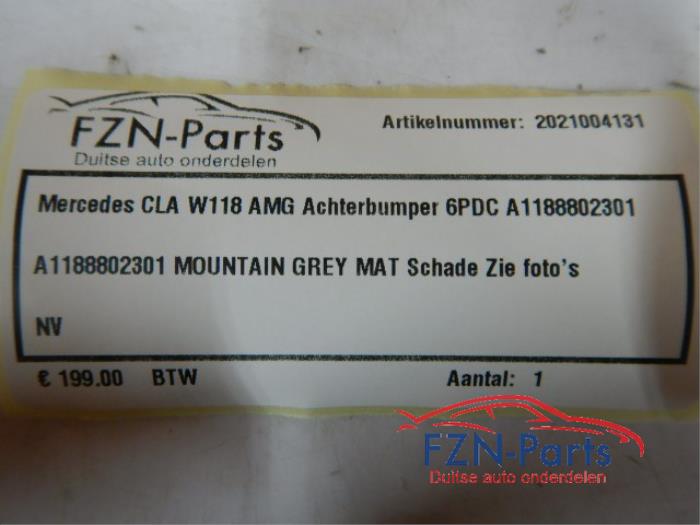 FZN-Parts
Duitse auto onderdelen
Artikelnummer: 2021004131
Mercedes CLA W118 AMG Achterbumper 6PDC A1188802301
A1188802301 MOUNTAIN GREY MAT Schade Zie foto's
NV
€ 199.00 BTW
Aantal: 1
FZN-Parts
Duitse auto onderdelen